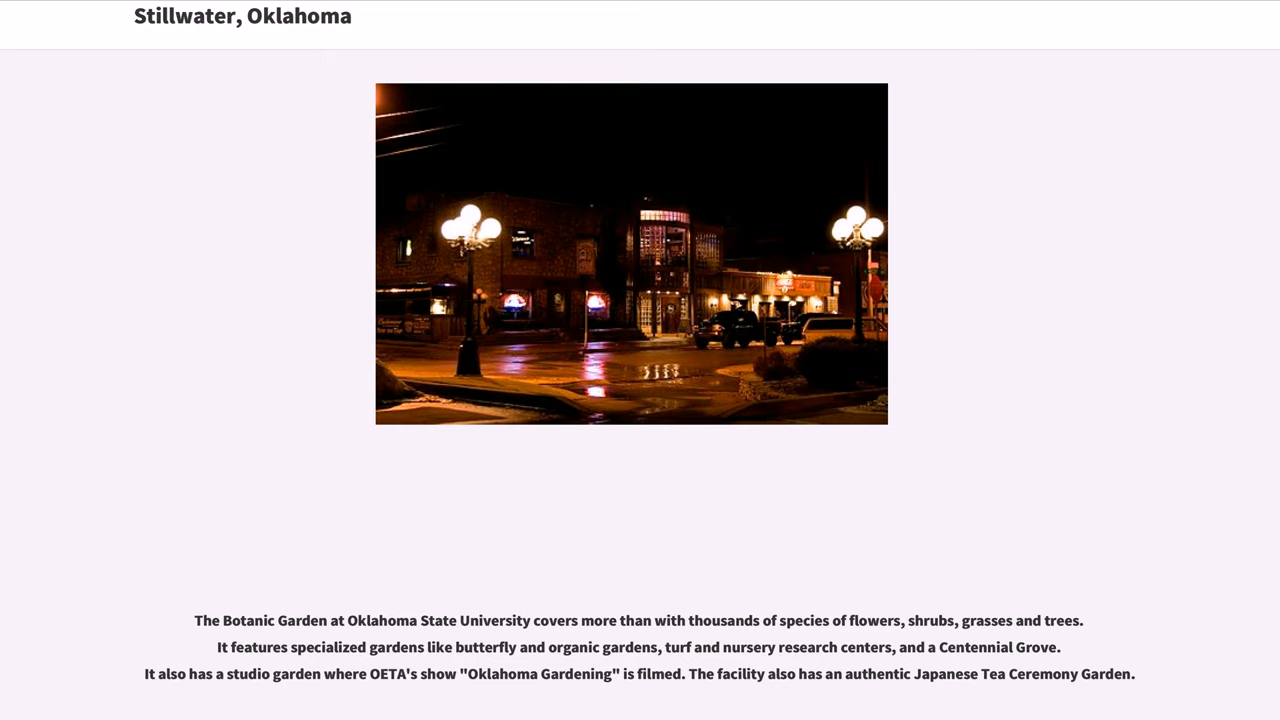 Stillwater, Oklahoma
The Botanic Garden at Oklahoma State University covers more than with thousands of species of flowers, shrubs, grasses and trees.
It features specialized gardens like butterfly and organic gardens, turf and nursery research centers, and a Centennial Grove.
It also has a studio garden where OETA's show "Oklahoma Gardening" is filmed. The facility also has an authentic Japanese Tea Ceremony Garden.